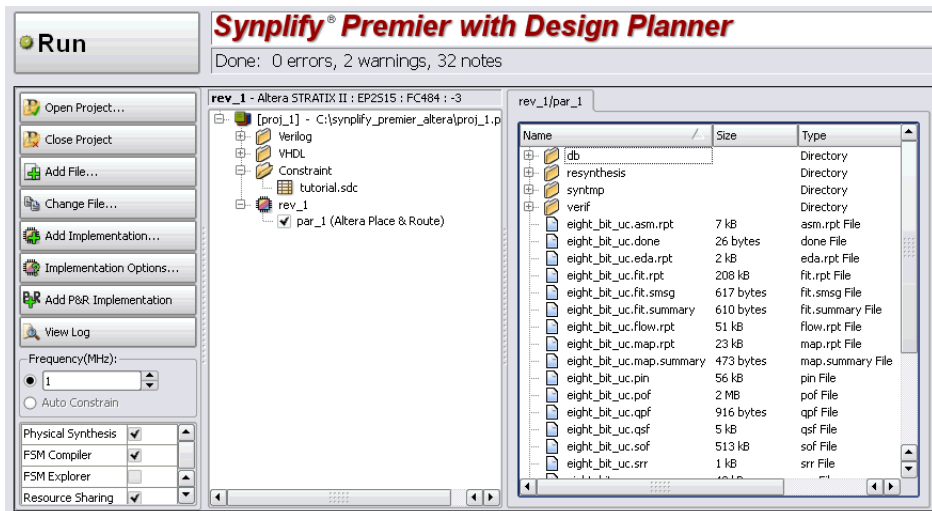 Run
Synplify® Premier with Design Planner
Done: 0 errors, 2 warnings, 32 notes
Open Project...
Close Project
Add File...
Change File...
Add Implementation...
Implementation Options...
P&R Add P&R Implementation
View Log
Frequency(MHz):
1
Auto Constrain
Physical Synthesis
FSM Compiler
FSM Explorer
Resource Sharing
rev_1 - Altera STRATIX II : EP2S15 : FC484 : -3
[proj_1] - C:\synplify_premier_altera\proj_1.p
Verilog
VHDL
Constraint
tutorial.sdc
rev_1
par_1 (Altera Place & Route)
rev_1/par_1
Name Size Type
db Directory
resynthesis Directory
syntmp Directory
verif Directory
eight_bit_uc.asm.rpt 7 kB asm.rpt File
eight_bit_uc.done 26 bytes done File
eight_bit_uc.eda.rpt 2 kB eda.rpt File
eight_bit_uc.fit.rpt 208 kB fit.rpt File
eight_bit_uc.fit.smsg 617 bytes fit.smsg File
eight_bit_uc.fit.summary 610 bytes fit.summary File
eight_bit_uc.flow.rpt 51 kB flow.rpt File
eight_bit_uc.map.rpt 23 kB map.rpt File
eight_bit_uc.map.summary 473 bytes map.summary File
eight_bit_uc.pin 56 kB pin File
eight_bit_uc.pof 2 MB pof File
eight_bit_uc.qpf 916 bytes qpf File
eight_bit_uc.qsf 5 kB qsf File
eight_bit_uc.sof 513 kB sof File
eight_bit_uc.srr 1 kB srr File